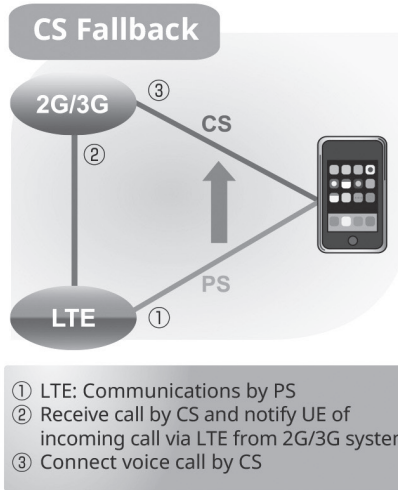 CS Fallback
2G/3G
③
CS
②
PS
LTE
①
① LTE: Communications by PS
② Receive call by CS and notify UE of
incoming call via LTE from 2G/3G
③ Connect voice call by CS